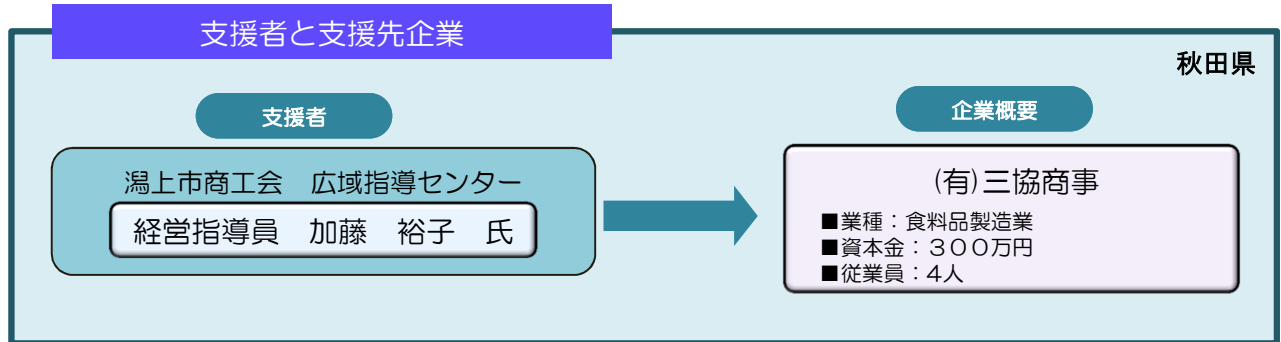 支援者と支援先企業
秋田県
支援者
潟上市商工会　広域指導センター
経営指導員　加藤　裕子　氏
企業概要
(有)三協商事
■業種：食料品製造業
■資本金：３００万円
■従業員：4人